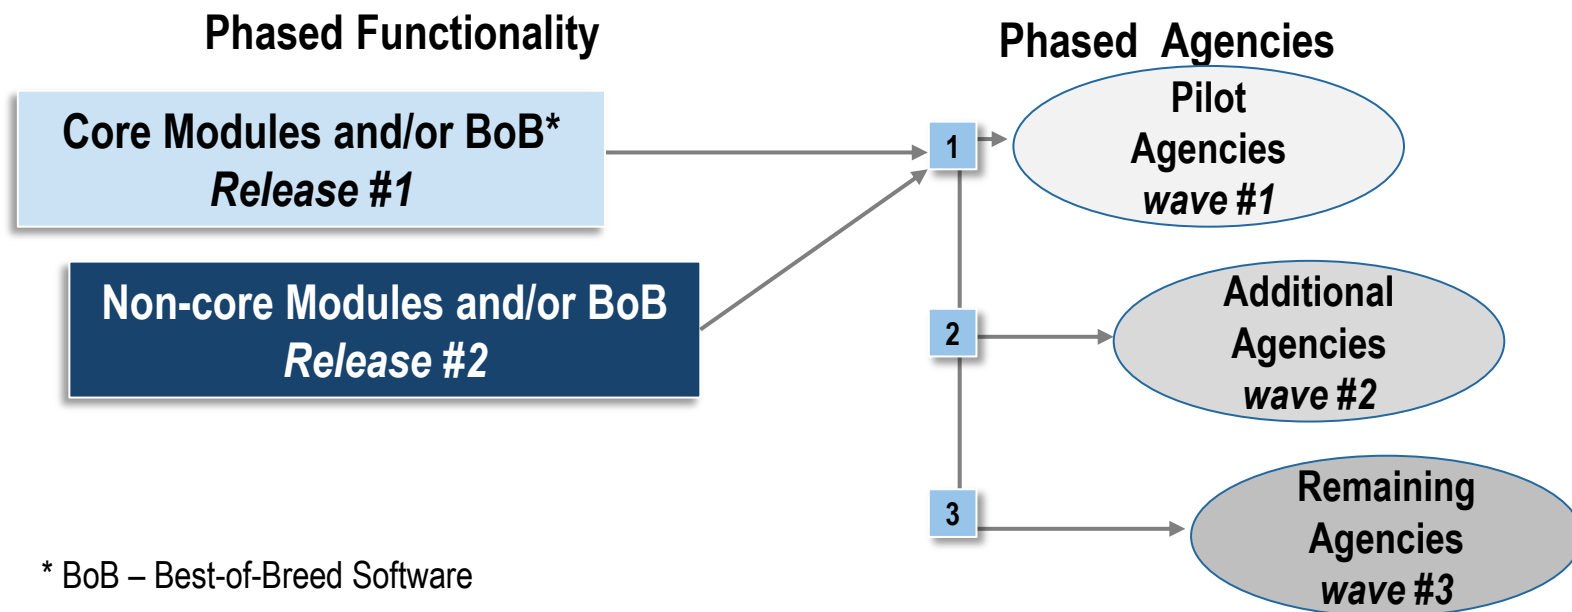 Phased Functionality
Phased Agencies
Core Modules and/or BoB*
Release #1
Non-core Modules and/or BoB
Release #2
1
Pilot
Agencies
wave #1
2
Additional
Agencies
wave #2
3
Remaining
Agencies
wave #3
* BoB – Best-of-Breed Software